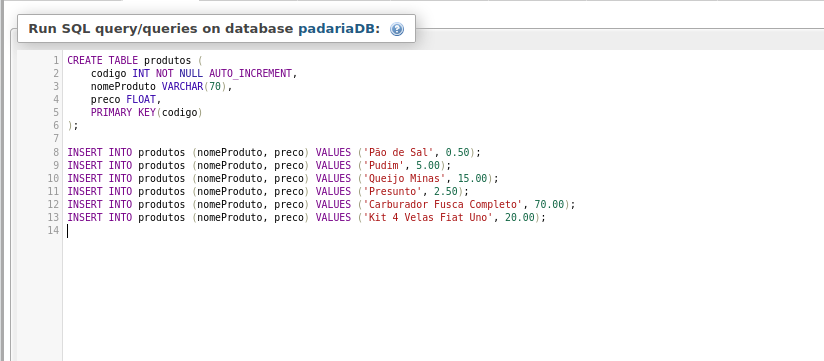 Run SQL query/queries on database padariaDB:
1 CREATE TABLE produtos (
2     codigo INT NOT NULL AUTO_INCREMENT,
3     nomeProduto VARCHAR(70),
4     preco FLOAT,
5     PRIMARY KEY(codigo)
6 );
7
8 INSERT INTO produtos (nomeProduto, preco) VALUES ('Pão de Sal', 0.50);
9 INSERT INTO produtos (nomeProduto, preco) VALUES ('Pudim', 5.00);
10 INSERT INTO produtos (nomeProduto, preco) VALUES ('Queijo Minas', 15.00);
11 INSERT INTO produtos (nomeProduto, preco) VALUES ('Presunto', 2.50);
12 INSERT INTO produtos (nomeProduto, preco) VALUES ('Carburador Fusca Completo', 70.00);
13 INSERT INTO produtos (nomeProduto, preco) VALUES ('Kit 4 Velas Fiat Uno', 20.00);
14